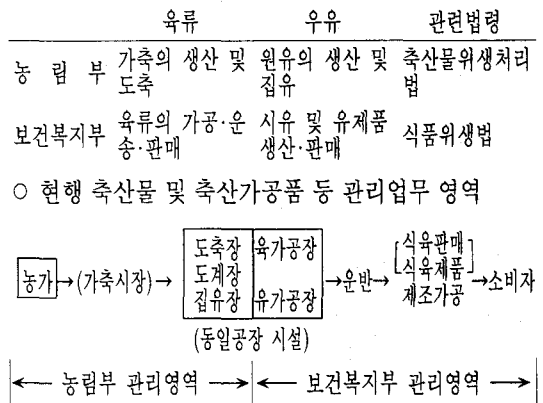 육류 우유 관련법령
농 림 부 가축의 생산 및 원유의 생산 및 축산물위생처리
도축 집유 법
보건복지부 육류의 가공·운 시유 및 유제품 식품위생법
송·판매 생산·판매
○ 현행 축산물 및 축산가공품 등 관리업무 영역
농가→(가축시장)→ 도축장 육가공장 →운반→ 식육판매 →소비자
도계장 식육제품
집유장 유가공장 제조가공
(동일공장 시설)
← 농림부 관리영역 →← 보건복지부 관리영역 →